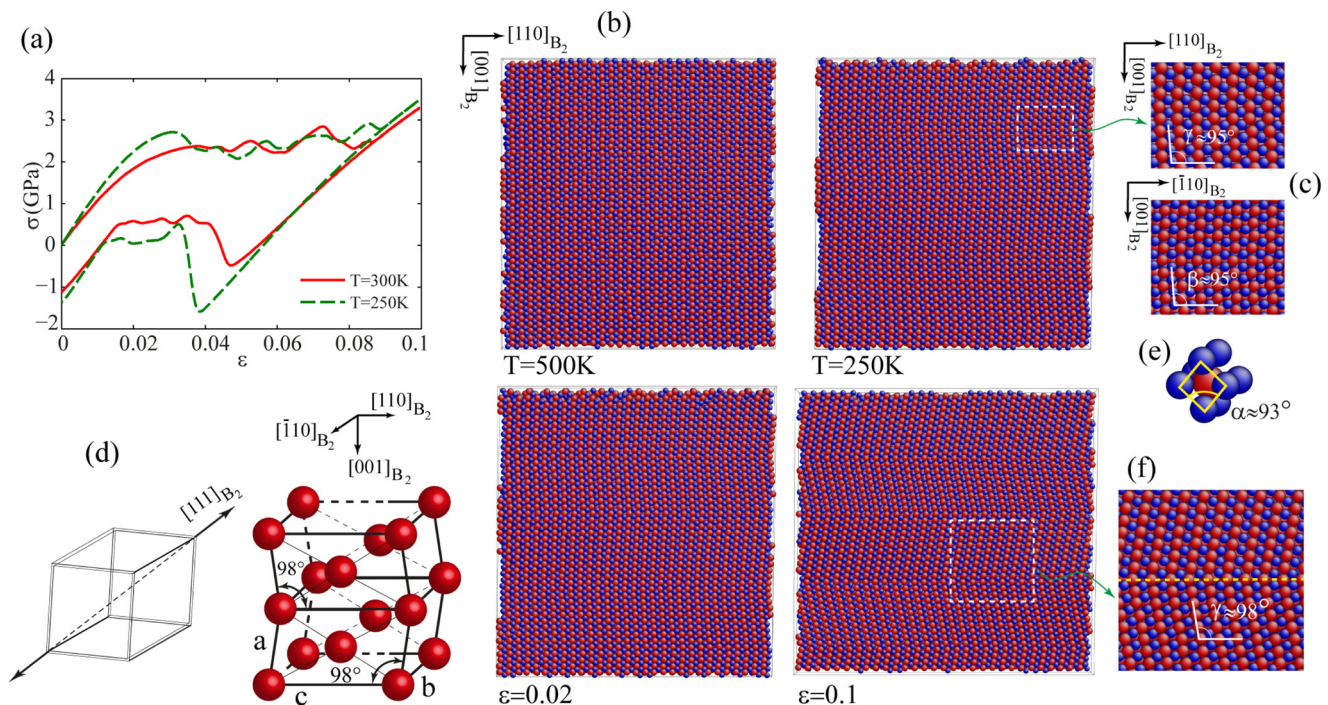 (a)
σ(GPa)
4
3
2
1
0
−1
−2
T=300K
T=250K
0
0.02
0.04
0.06
0.08
0.1
ε
(b)
[110]B2
[001]B2
T=500K
T=250K
ε=0.02
ε=0.1
[110]B2
[001]B2
γ≈95°
(c)
[1̄10]B2
[001]B2
β≈95°
(d)
[111]B2
[110]B2
[1̄10]B2
[001]B2
98°
98°
a
c
b
(e)
α≈93°
(f)
γ≈98°